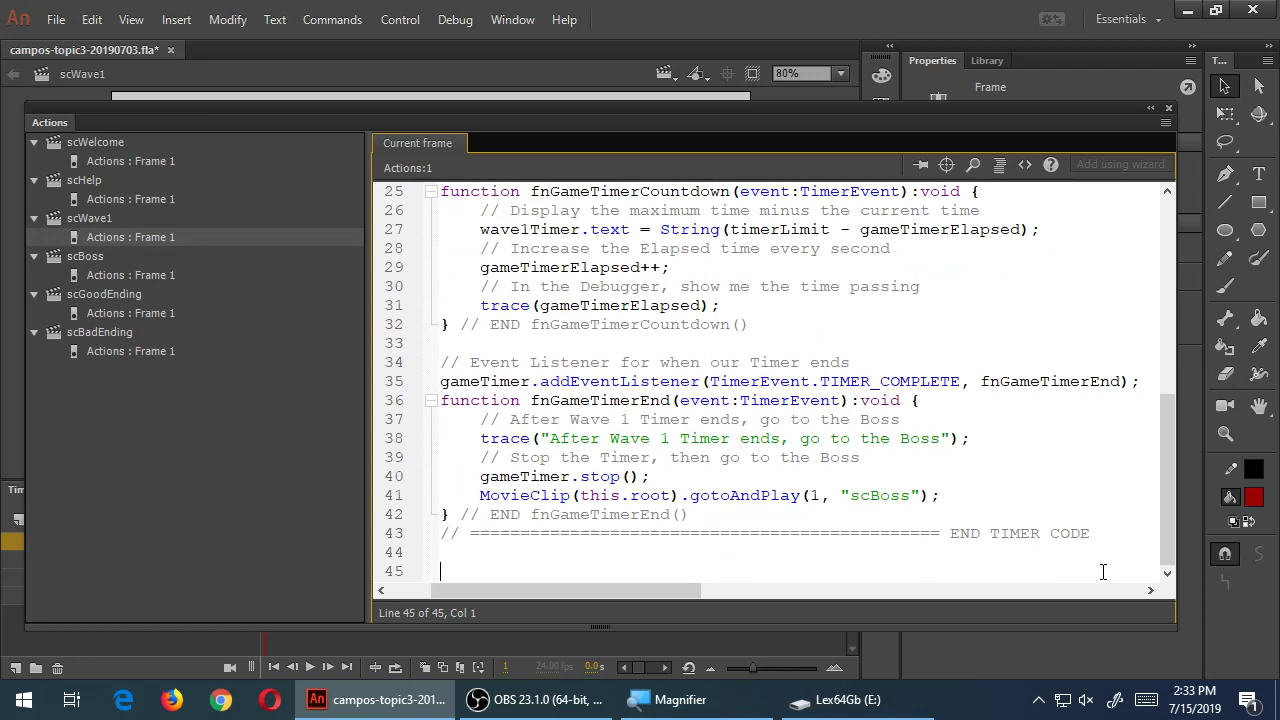 An File Edit View Insert Modify Text Commands Control Debug Window Help Essentials
campos-topic3-20190703.fla*
scWave1 80%
Properties Library T...
Frame
Actions
scWelcome
Actions : Frame 1
scHelp
Actions : Frame 1
scWave1
Actions : Frame 1
scBoss
Actions : Frame 1
scGoodEnding
Actions : Frame 1
scBadEnding
Actions : Frame 1
Current frame
Actions:1 Add using wizard
25 function fnGameTimerCountdown(event:TimerEvent):void {
26 // Display the maximum time minus the current time
27 wave1Timer.text = String(timerLimit - gameTimerElapsed);
28 // Increase the Elapsed time every second
29 gameTimerElapsed++;
30 // In the Debugger, show me the time passing
31 trace(gameTimerElapsed);
32 } // END fnGameTimerCountdown()
33
34 // Event Listener for when our Timer ends
35 gameTimer.addEventListener(TimerEvent.TIMER_COMPLETE, fnGameTimerEnd);
36 function fnGameTimerEnd(event:TimerEvent):void {
37 // After Wave 1 Timer ends, go to the Boss
38 trace("After Wave 1 Timer ends, go to the Boss");
39 // Stop the Timer, then go to the Boss
40 gameTimer.stop();
41 MovieClip(this.root).gotoAndPlay(1, "scBoss");
42 } // END fnGameTimerEnd()
43 // =============================================== END TIMER CODE
44
45
Line 45 of 45, Col 1
Tim
1 24.00 fps 0.0s
An campos-topic3-201... OBS 23.1.0 (64-bit, ... Magnifier Lex64Gb (E:)
2:33 PM
7/15/2019
1